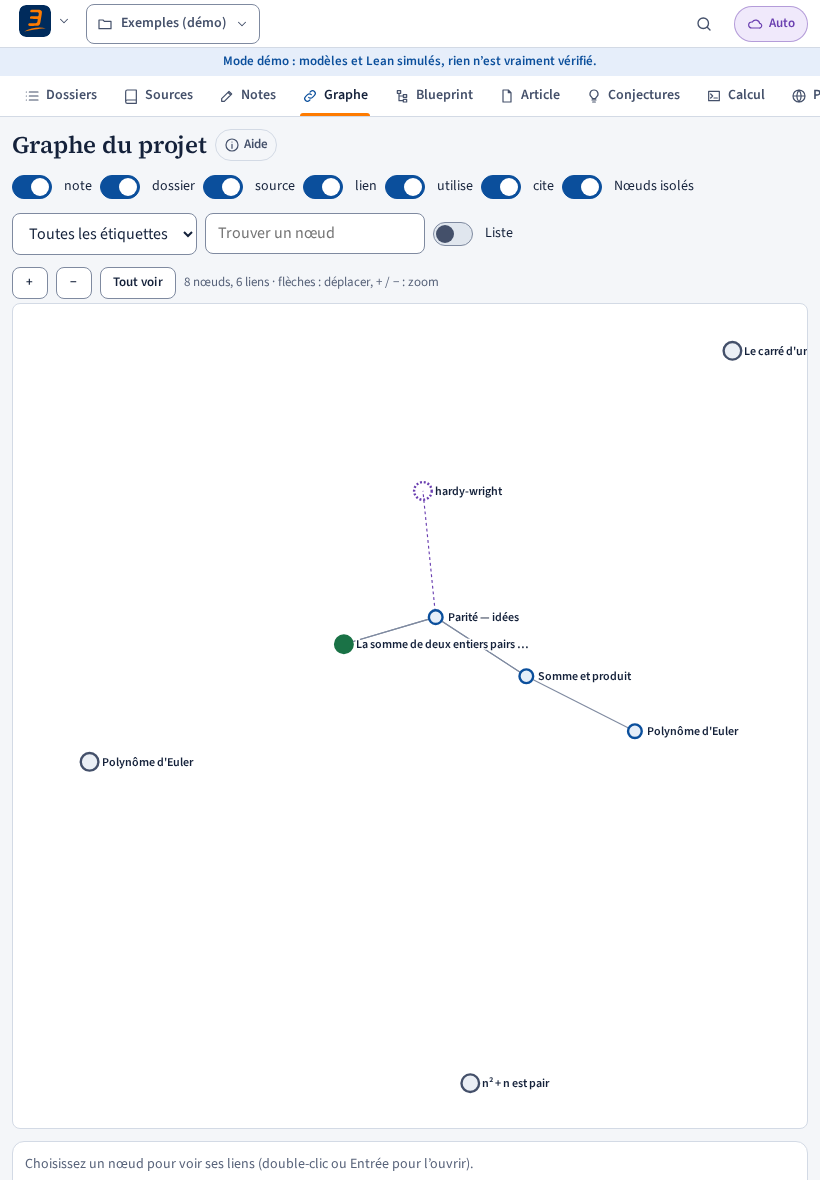 Exemples (démo)
Auto
Mode démo : modèles et Lean simulés, rien n’est vraiment vérifié.
Dossiers
Sources
Notes
Graphe
Blueprint
Article
Conjectures
Calcul
P
Graphe du projet
Aide
note
dossier
source
lien
utilise
cite
Nœuds isolés
Toutes les étiquettes
Trouver un nœud
Liste
+
−
Tout voir
8 nœuds, 6 liens · flèches : déplacer, + / − : zoom
Le carré d'un
hardy-wright
Parité — idées
La somme de deux entiers pairs …
Somme et produit
Polynôme d'Euler
Polynôme d'Euler
n² + n est pair
Choisissez un nœud pour voir ses liens (double-clic ou Entrée pour l’ouvrir).